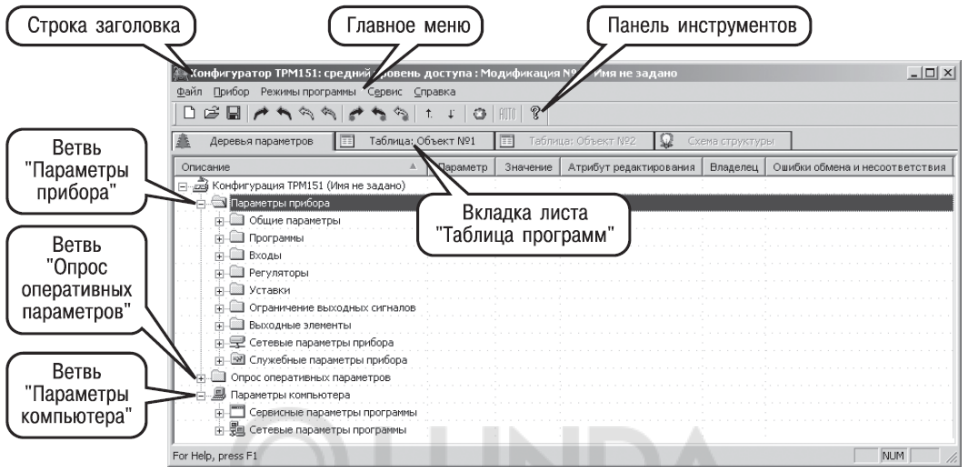 Строка заголовка
Главное меню
Панель инструментов
Конфигуратор ТРМ151: средний уровень доступа : Модификация № Имя не задано
Файл Прибор Режимы программы Сервис Справка
Деревья параметров Таблица: Объект №1 Таблица: Объект №2 Схема структуры
Описание Параметр Значение Атрибут редактирования Владелец Ошибки обмена и несоответствия
Ветвь
"Параметры
прибора"
Конфигурация ТРМ151 (Имя не задано)
Параметры прибора
Общие параметры
Программы
Входы
Регуляторы
Уставки
Ограничение выходных сигналов
Выходные элементы
Сетевые параметры прибора
Служебные параметры прибора
Вкладка листа
"Таблица программ"
Ветвь
"Опрос
оперативных
параметров"
Опрос оперативных параметров
Ветвь
"Параметры
компьютера"
Параметры компьютера
Сервисные параметры программы
Сетевые параметры программы
LUNDA
For Help, press F1 NUM